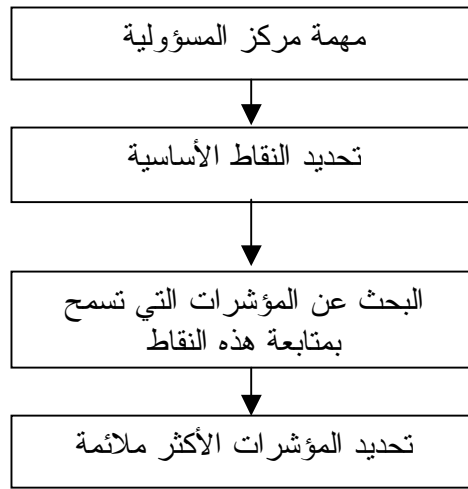 مهمة مركز المسؤولية
تحديد النقاط الأساسية
البحث عن المؤشرات التي تسمح
بمتابعة هذه النقاط
تحديد المؤشرات الأكثر ملائمة